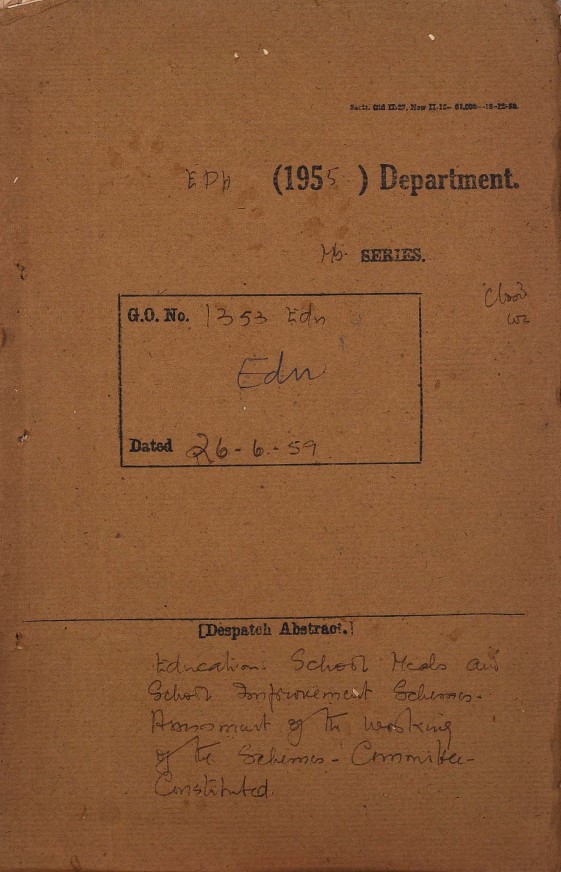 Sects. Old II-27, New II-15— 61,000—15-12-58.
EDn (1955) Department.
Ms. SERIES.
G.O. No. 1353 Edn
Edn
Dated 26-6-59
[Despatch Abstract.]
Education. School Meals and
School Improvement Schemes-
Assessment of the working
of the Schemes - Committee-
Constituted.